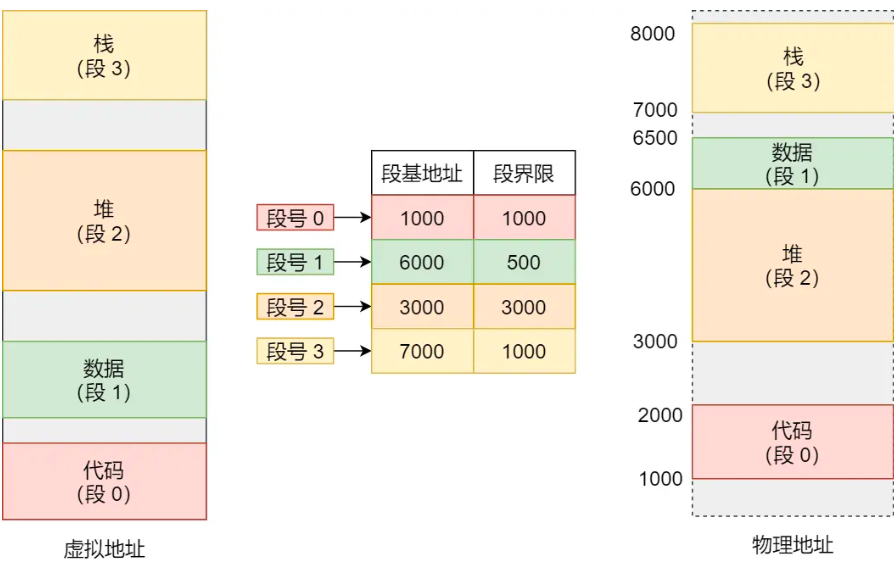 栈
（段 3）
堆
（段 2）
数据
（段 1）
代码
（段 0）
虚拟地址
段基地址 段界限
段号 0 1000 1000
段号 1 6000 500
段号 2 3000 3000
段号 3 7000 1000
8000
栈
（段 3）
7000
6500
数据
（段 1）
6000
堆
（段 2）
3000
2000
代码
（段 0）
1000
物理地址